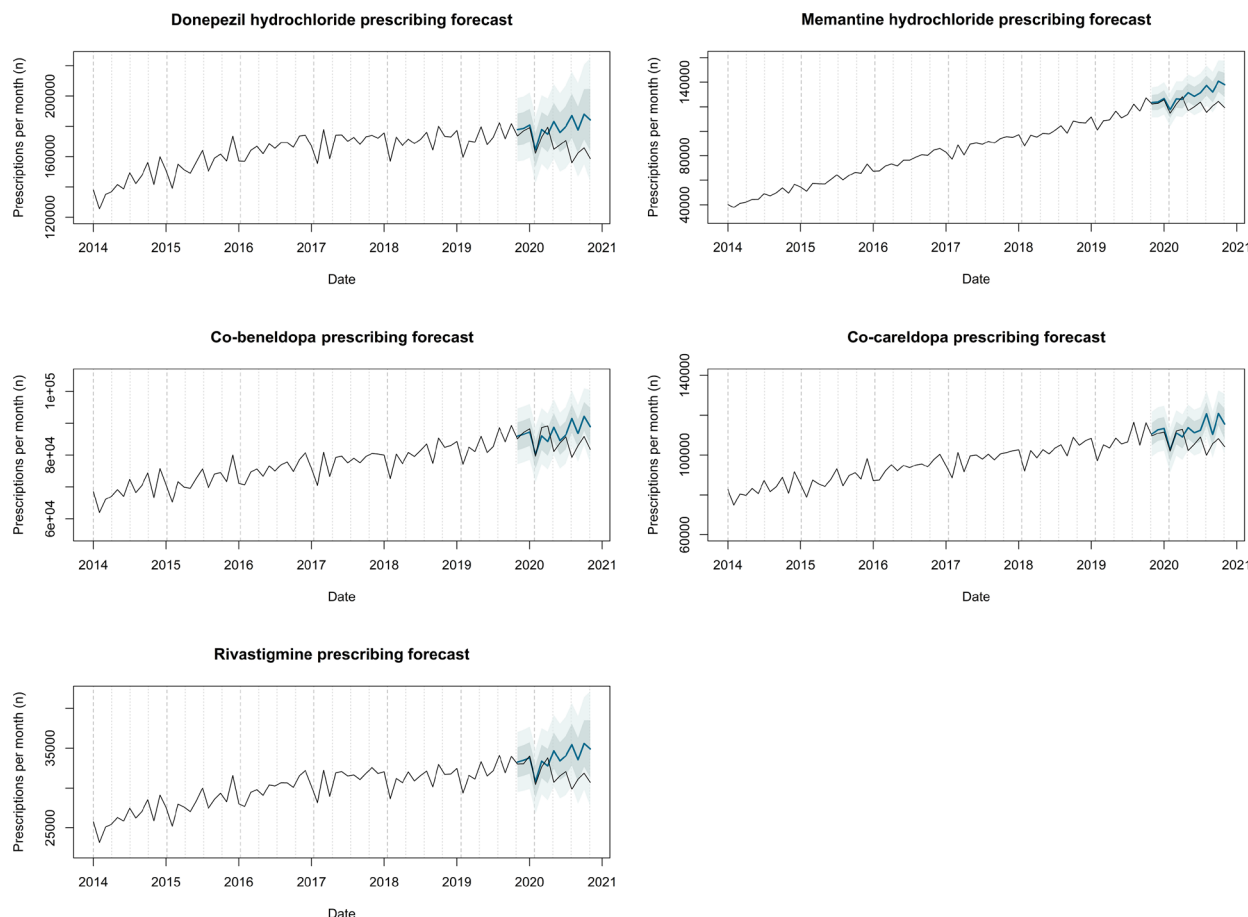 Donepezil hydrochloride prescribing forecast
Prescriptions per month (n)
200000
160000
120000
2014 2015 2016 2017 2018 2019 2020 2021
Date
Memantine hydrochloride prescribing forecast
Prescriptions per month (n)
140000
80000
40000
2014 2015 2016 2017 2018 2019 2020 2021
Date
Co-beneldopa prescribing forecast
Prescriptions per month (n)
1e+05
8e+04
6e+04
2014 2015 2016 2017 2018 2019 2020 2021
Date
Co-careldopa prescribing forecast
Prescriptions per month (n)
140000
100000
60000
2014 2015 2016 2017 2018 2019 2020 2021
Date
Rivastigmine prescribing forecast
Prescriptions per month (n)
35000
25000
2014 2015 2016 2017 2018 2019 2020 2021
Date